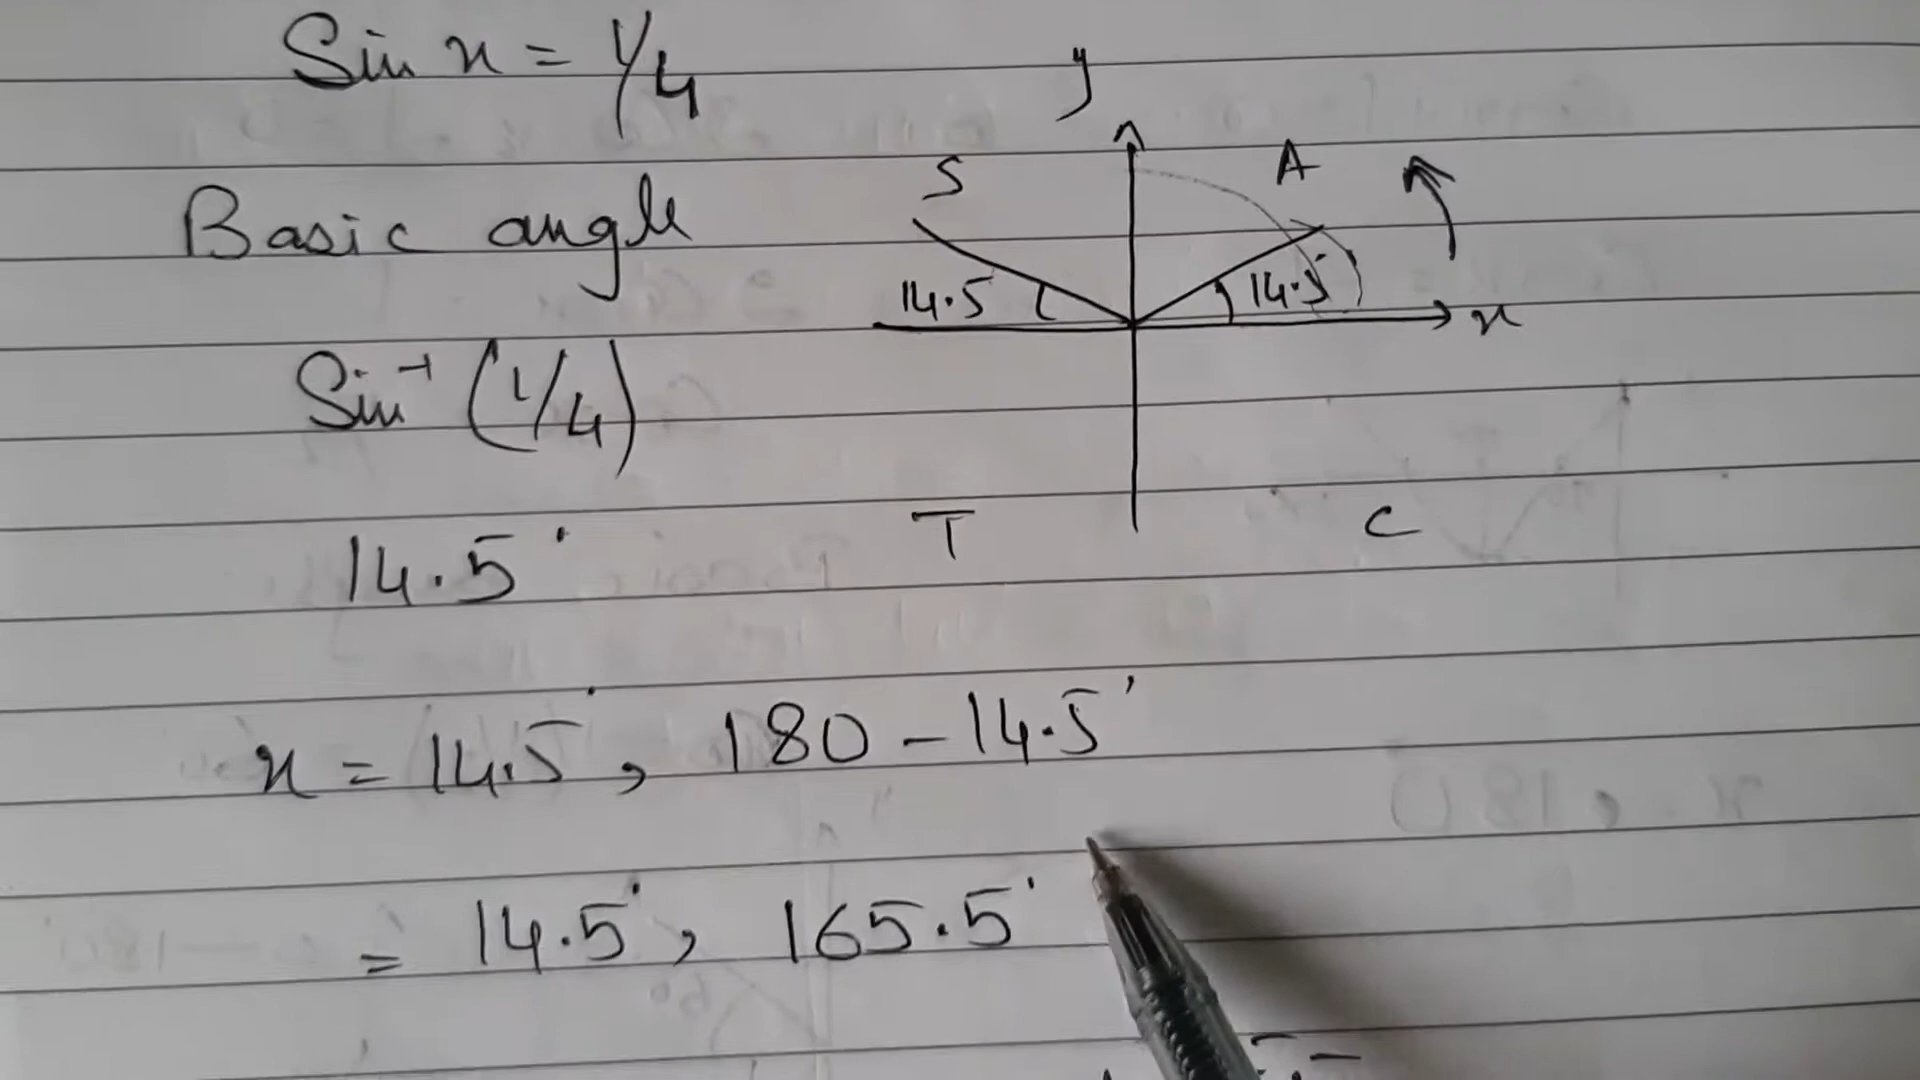 Sin x = 1/4
y
S
A
Basic angle
14.5
14.5°
x
Sin⁻¹ (1/4)
T
C
14.5°
x = 14.5°, 180 - 14.5°
= 14.5°, 165.5°